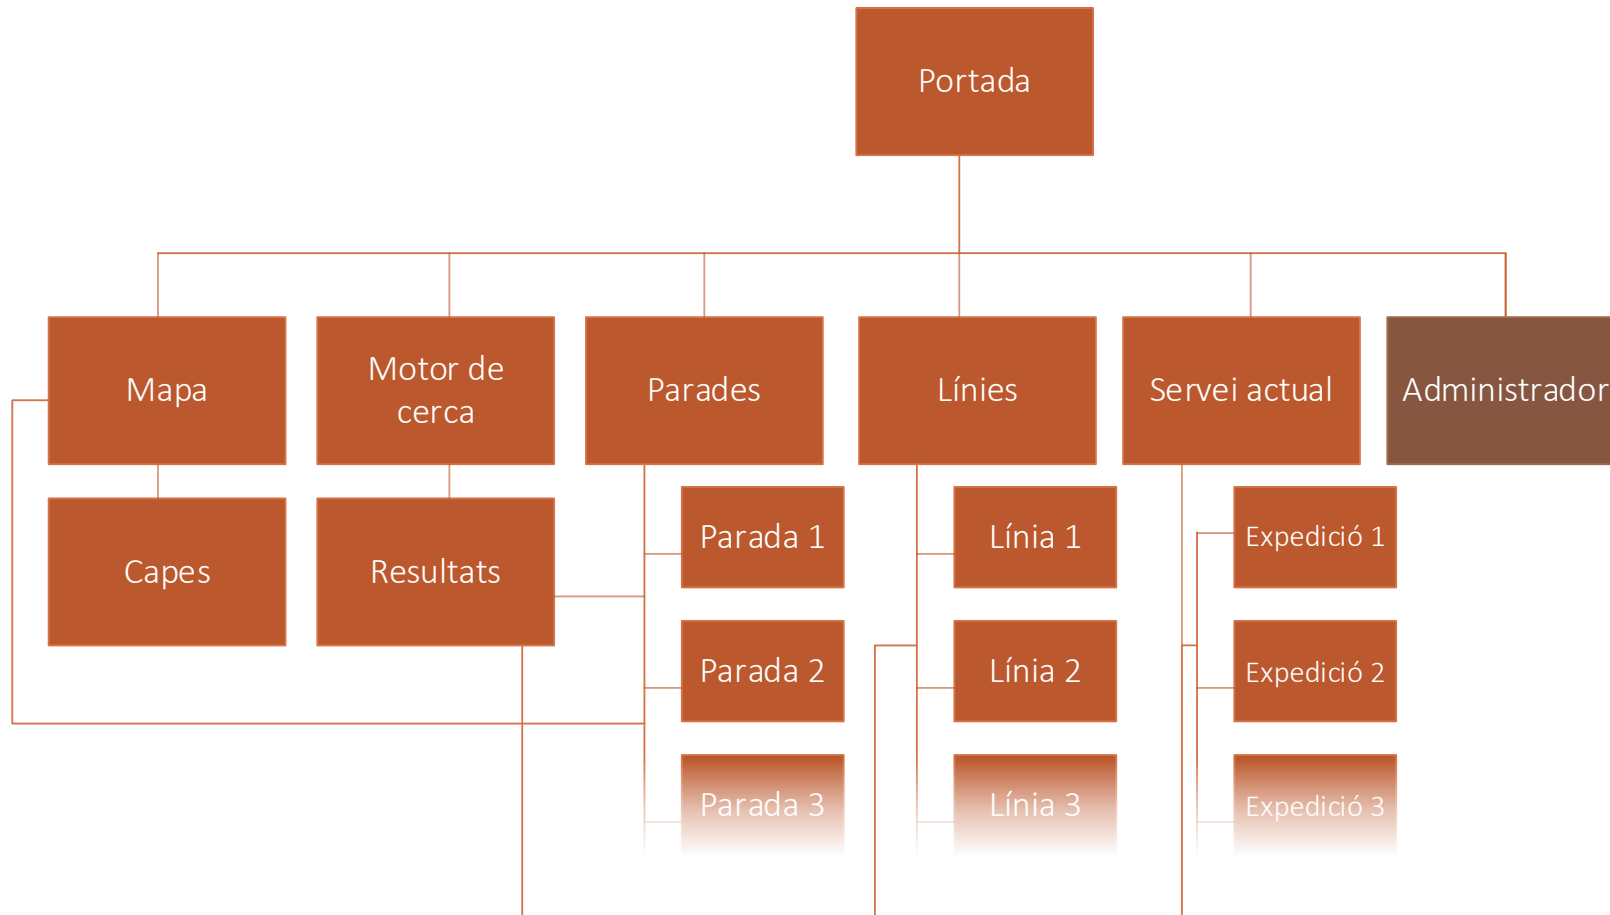 Portada
Mapa
Motor de
cerca
Parades
Línies
Servei actual
Administrador
Capes
Resultats
Parada 1
Línia 1
Expedició 1
Parada 2
Línia 2
Expedició 2
Parada 3
Línia 3
Expedició 3